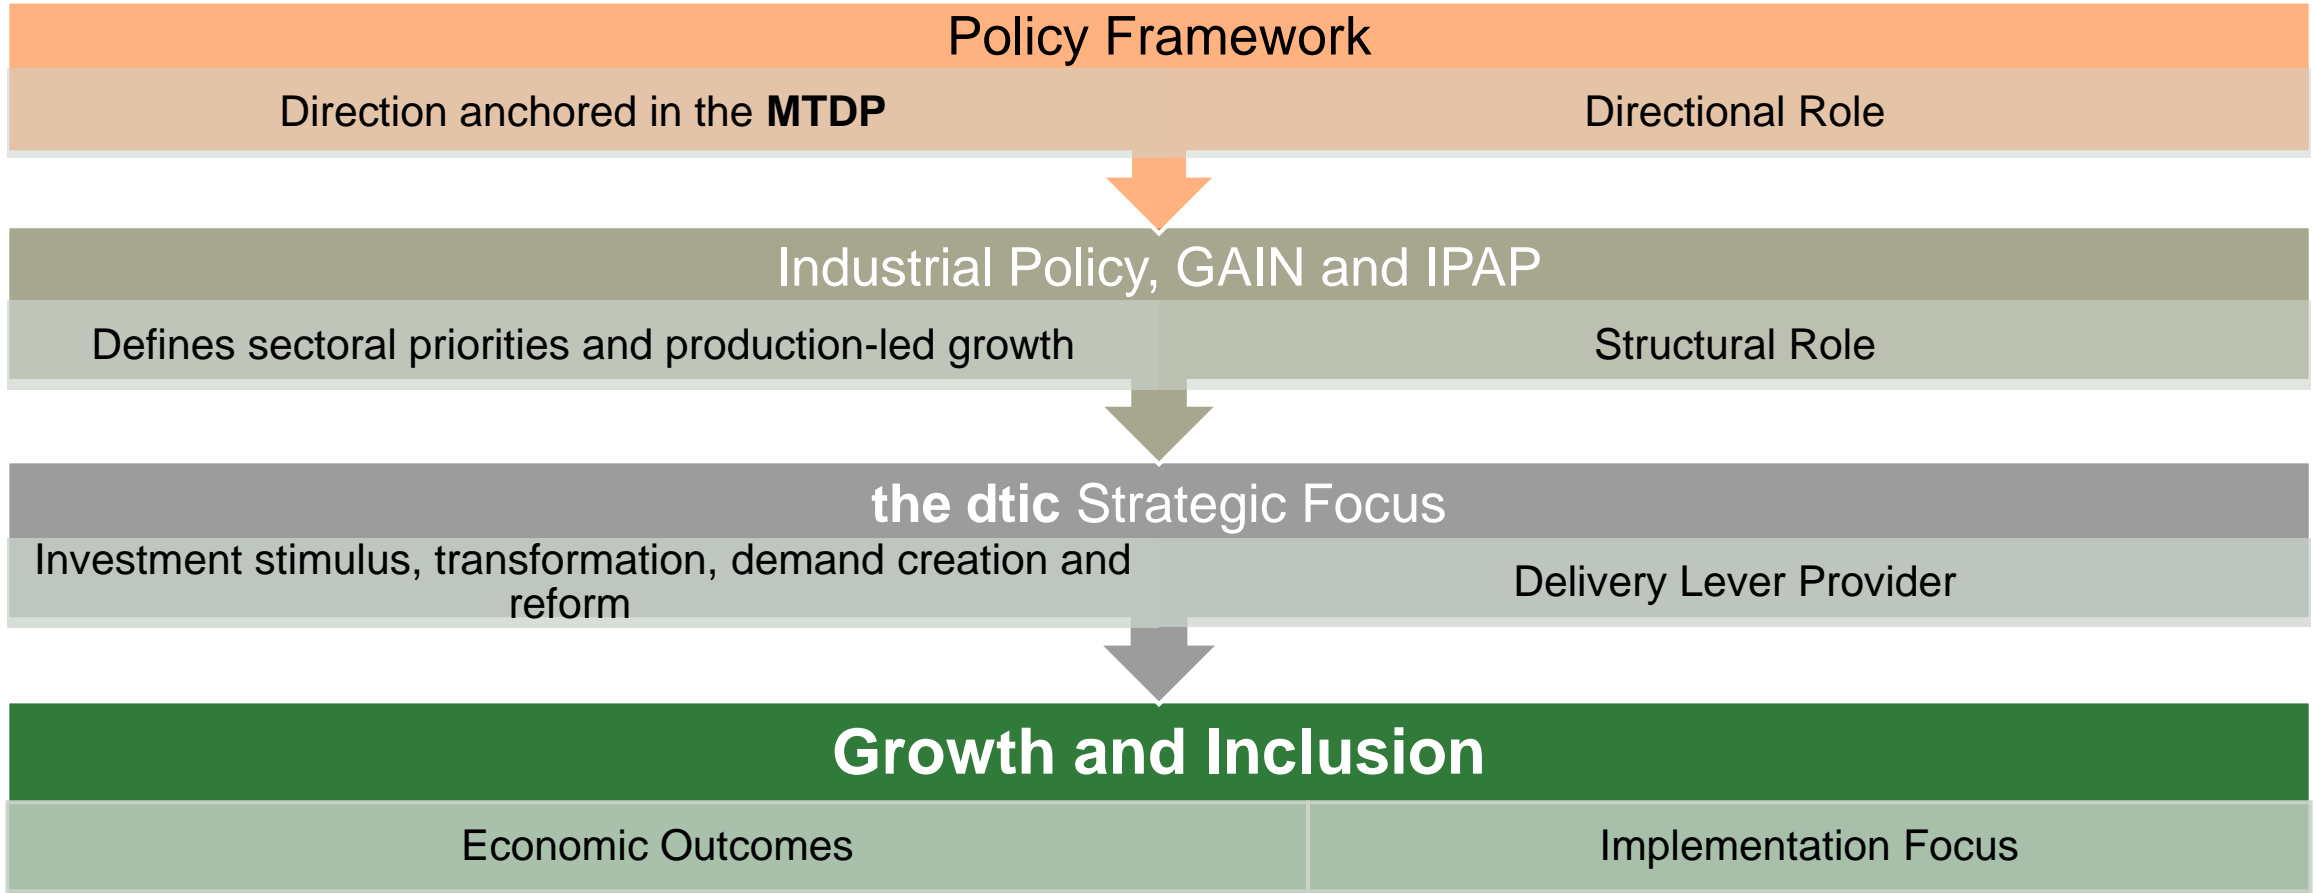 Policy Framework
Direction anchored in the MTDP
Directional Role
Industrial Policy, GAIN and IPAP
Defines sectoral priorities and production-led growth
Structural Role
the dtic Strategic Focus
Investment stimulus, transformation, demand creation and
reform
Delivery Lever Provider
Growth and Inclusion
Economic Outcomes
Implementation Focus